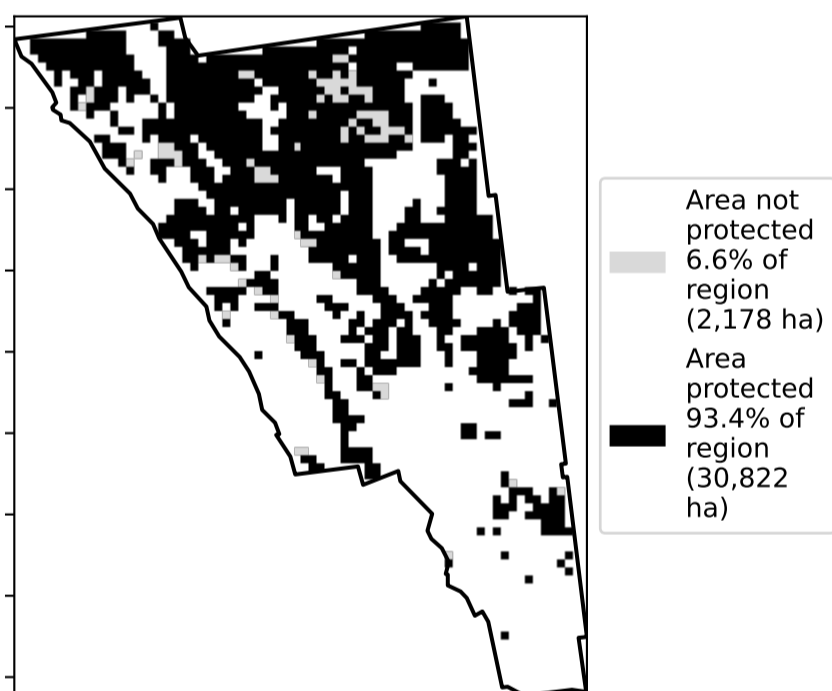 Area not
protected
6.6% of
region
(2,178 ha)
Area
protected
93.4% of
region
(30,822
ha)